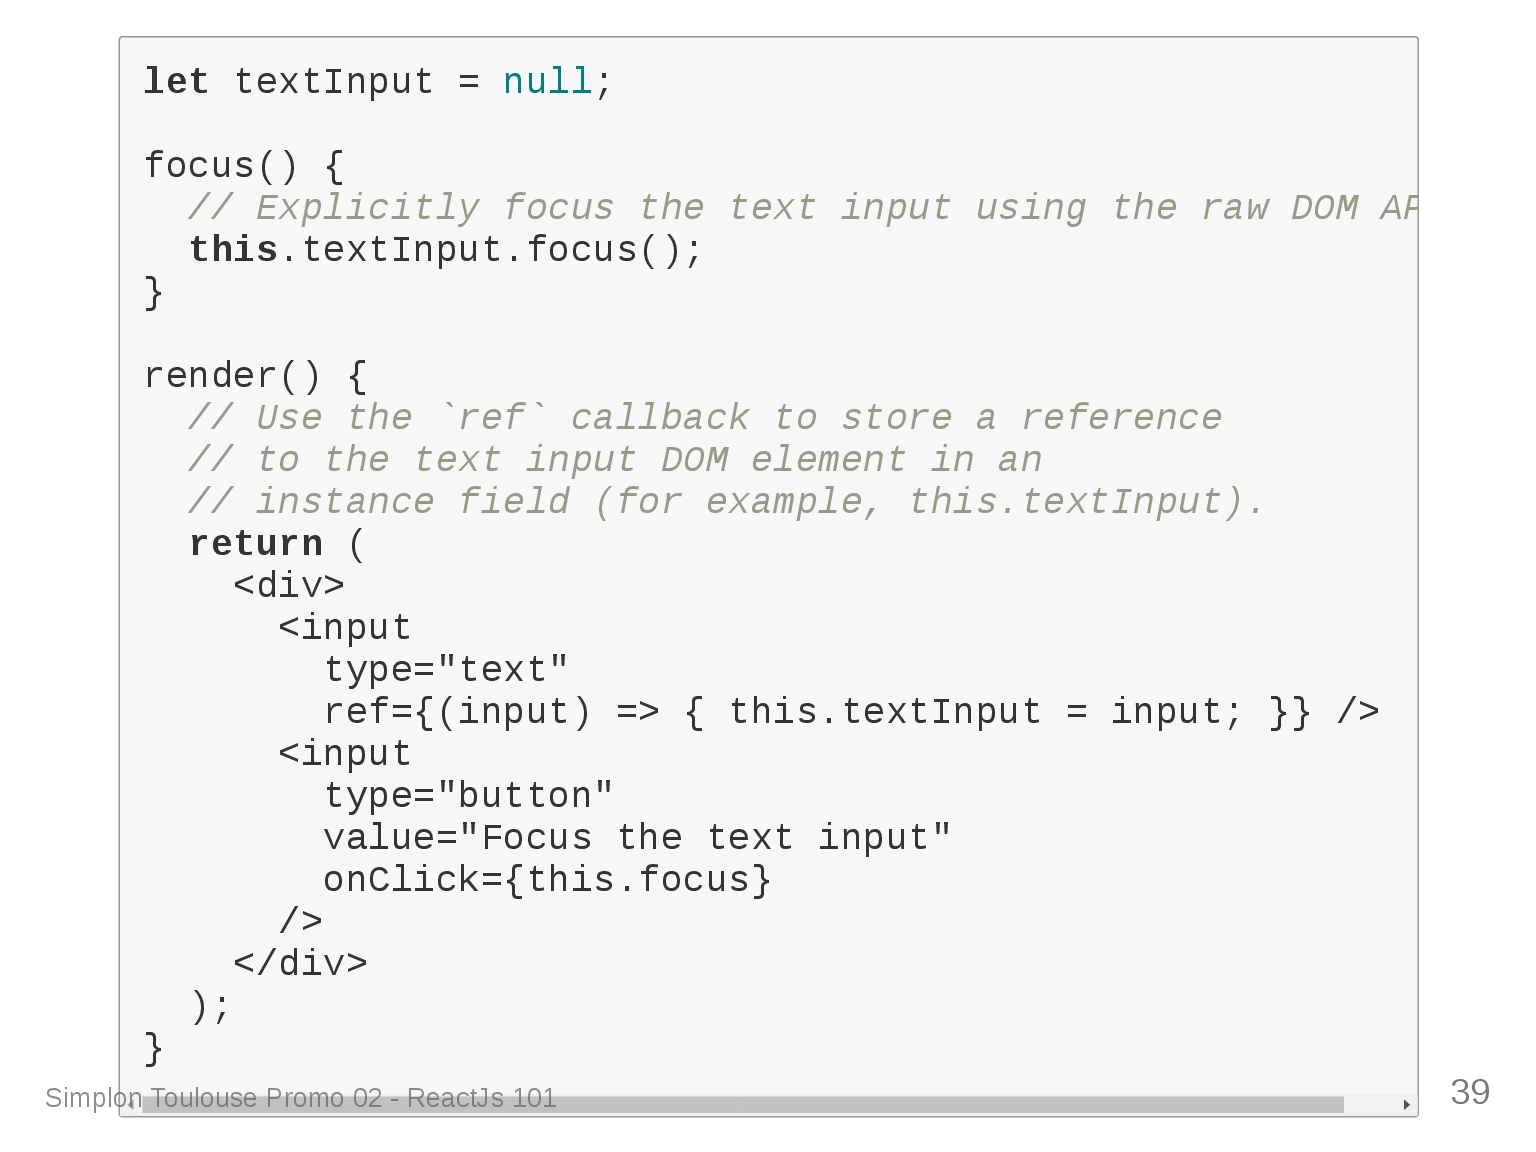 let textInput = null;

focus() {
  // Explicitly focus the text input using the raw DOM AP
  this.textInput.focus();
}

render() {
  // Use the `ref` callback to store a reference
  // to the text input DOM element in an
  // instance field (for example, this.textInput).
  return (
    <div>
      <input
        type="text"
        ref={(input) => { this.textInput = input; }} />
      <input
        type="button"
        value="Focus the text input"
        onClick={this.focus}
      />
    </div>
  );
}
Simplon Toulouse Promo 02 - ReactJs 101
39